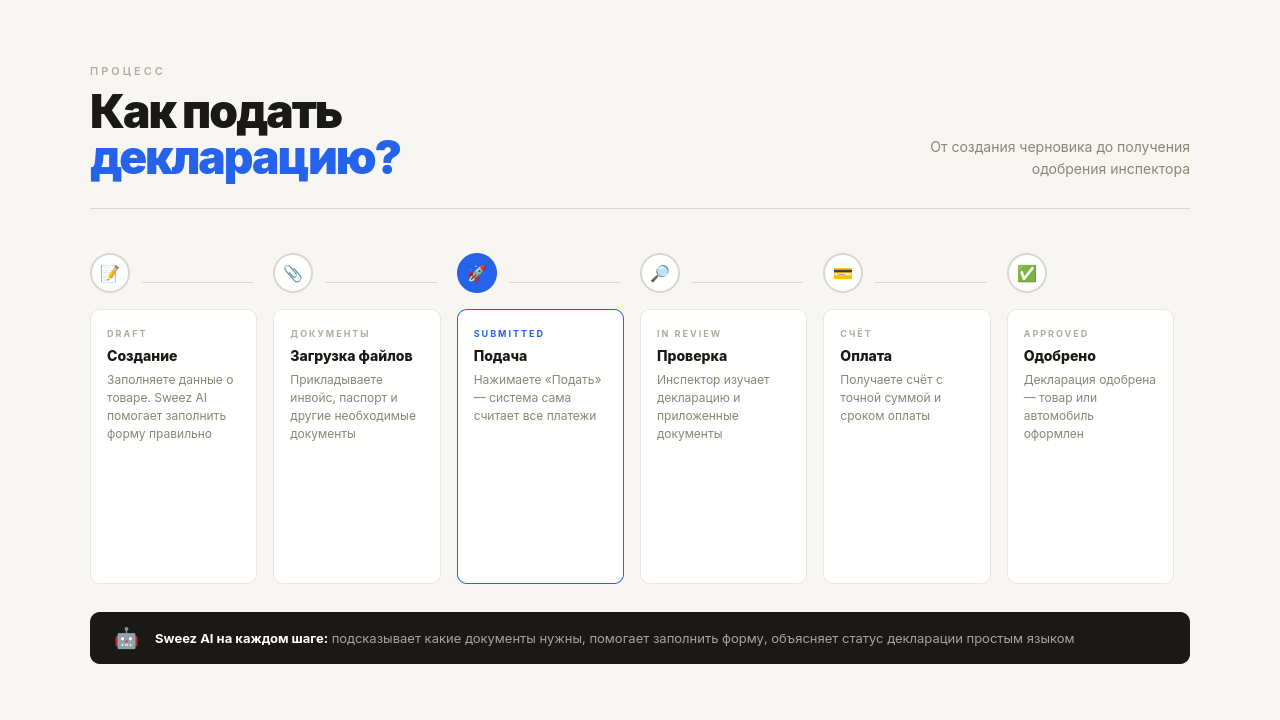 ПРОЦЕСС
Как подать
декларацию?
От создания черновика до получения
одобрения инспектора
DRAFT
Создание
Заполняете данные о
товаре. Sweez AI
помогает заполнить
форму правильно
ДОКУМЕНТЫ
Загрузка файлов
Прикладываете
инвойс, паспорт и
другие необходимые
документы
SUBMITTED
Подача
Нажимаете «Подать»
— система сама
считает все платежи
IN REVIEW
Проверка
Инспектор изучает
декларацию и
приложенные
документы
СЧЁТ
Оплата
Получаете счёт с
точной суммой и
сроком оплаты
APPROVED
Одобрено
Декларация одобрена
— товар или
автомобиль
оформлен
Sweez AI на каждом шаге: подсказывает какие документы нужны, помогает заполнить форму, объясняет статус декларации простым языком